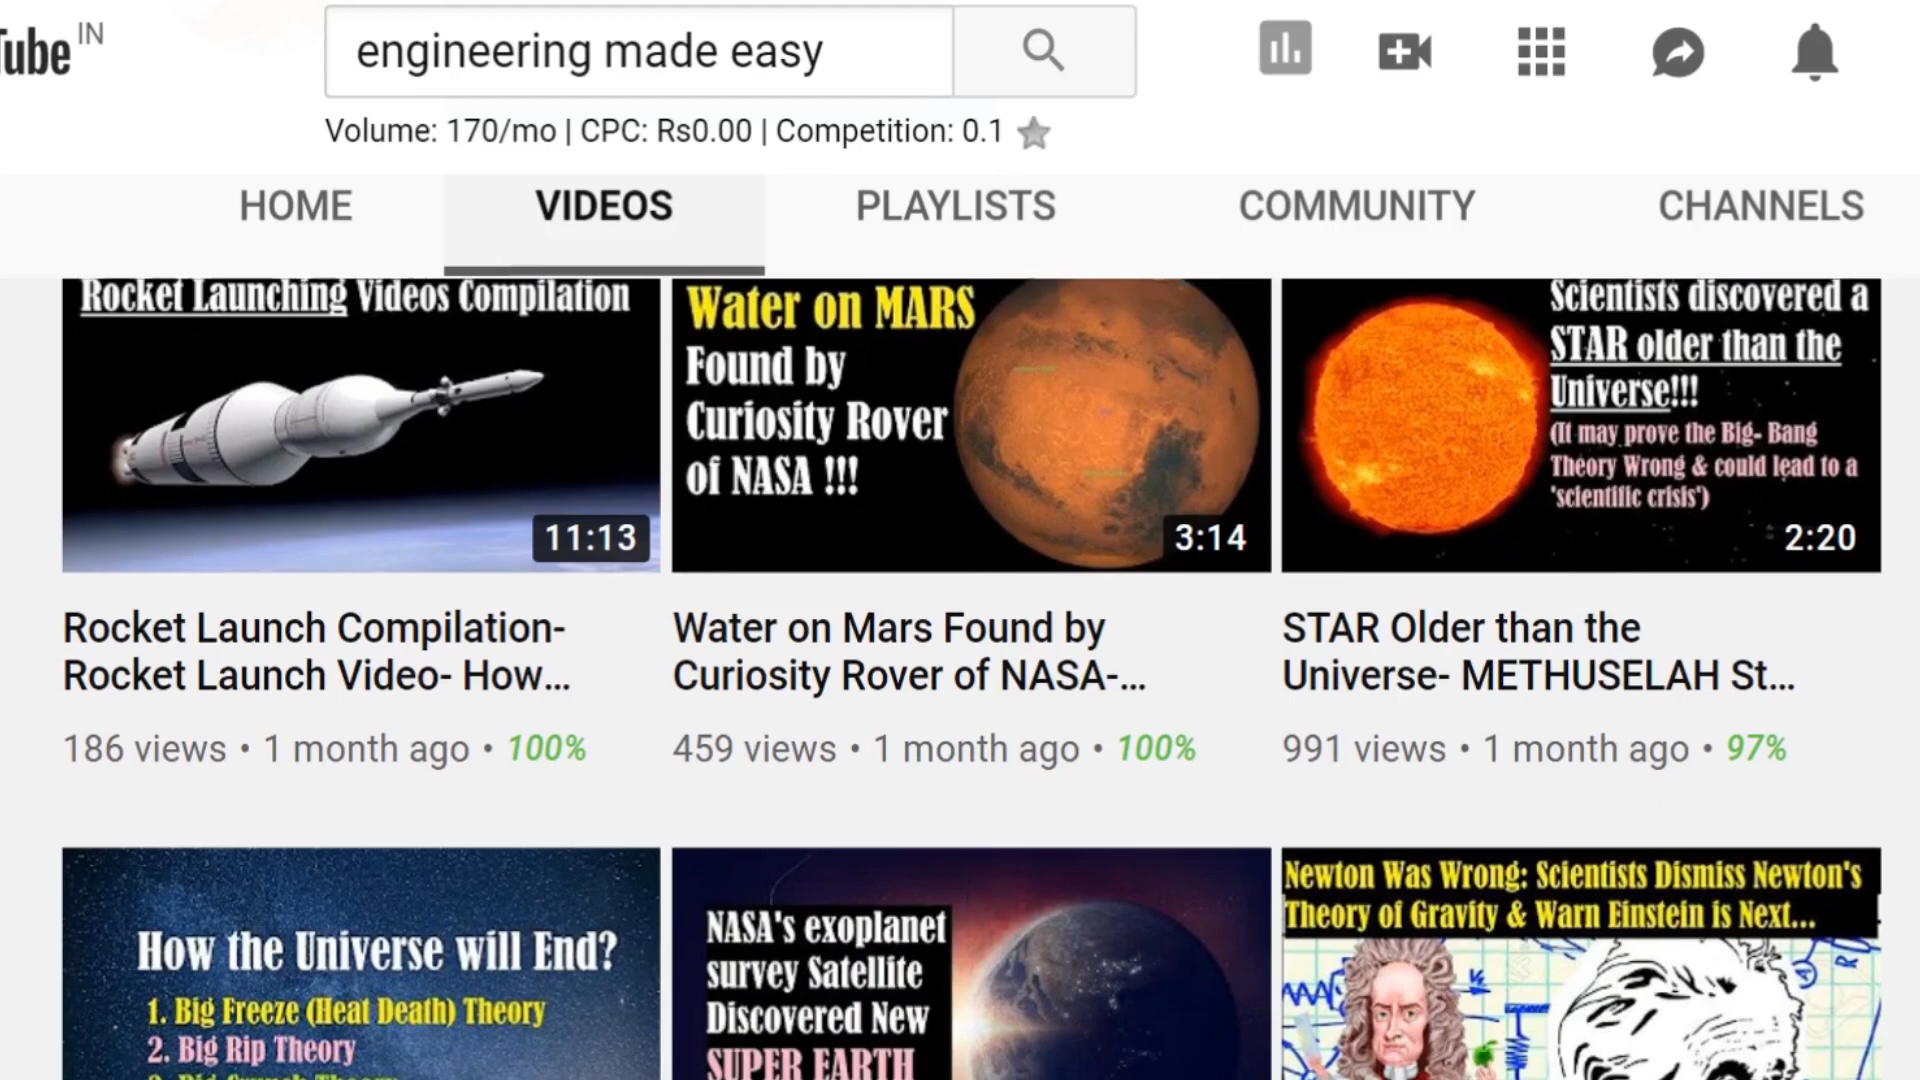 Tube IN
engineering made easy
Volume: 170/mo | CPC: Rs0.00 | Competition: 0.1
HOME VIDEOS PLAYLISTS COMMUNITY CHANNELS
Rocket Launching Videos Compilation
11:13
Water on MARS
Found by
Curiosity Rover
of NASA !!!
3:14
Scientists discovered a
STAR older than the
Universe!!!
(It may prove the Big- Bang
Theory Wrong & could lead to a
'scientific crisis')
2:20
Rocket Launch Compilation-
Rocket Launch Video- How...
186 views • 1 month ago • 100%
Water on Mars Found by
Curiosity Rover of NASA-...
459 views • 1 month ago • 100%
STAR Older than the
Universe- METHUSELAH St...
991 views • 1 month ago • 97%
How the Universe will End?
1. Big Freeze (Heat Death) Theory
2. Big Rip Theory
NASA's exoplanet
survey Satellite
Discovered New
SUPER EARTH
Newton Was Wrong: Scientists Dismiss Newton's
Theory of Gravity & Warn Einstein is Next...